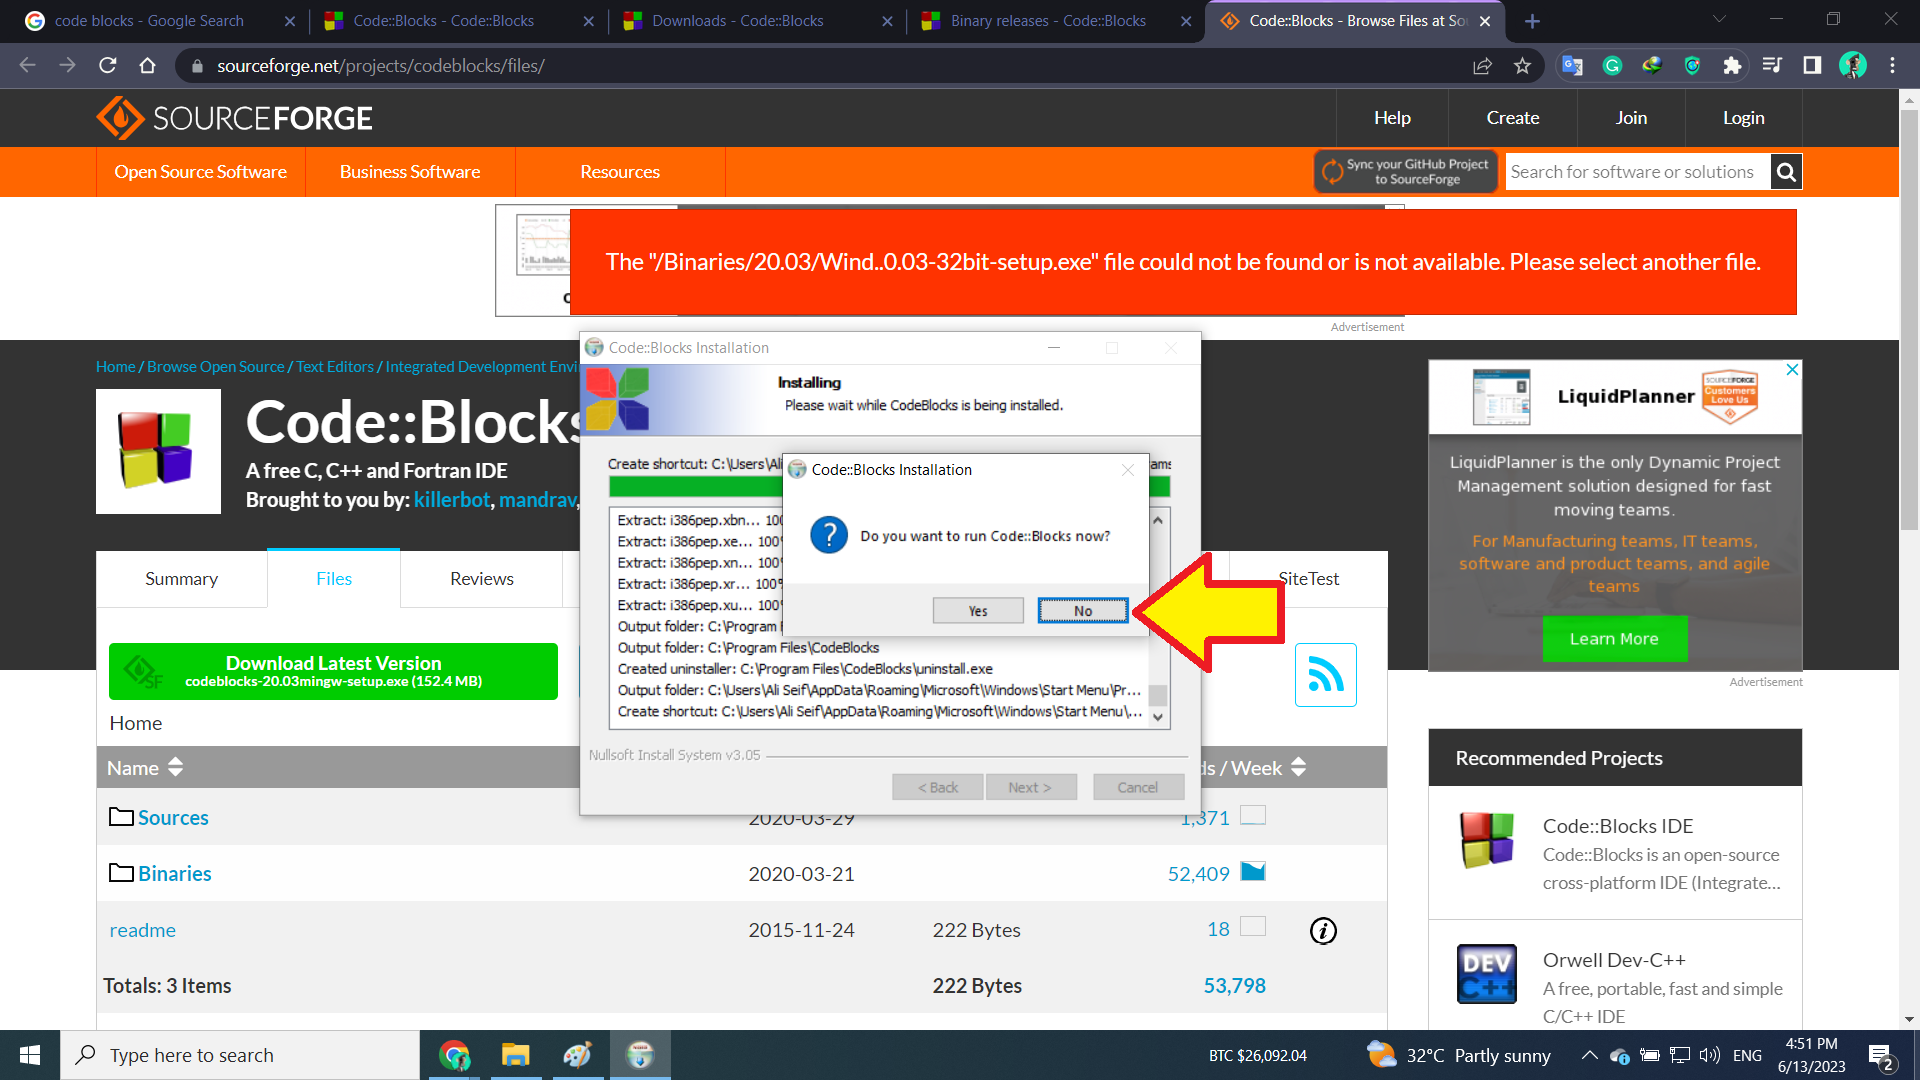 code blocks - Google Search
Code::Blocks - Code::Blocks
Downloads - Code::Blocks
Binary releases - Code::Blocks
Code::Blocks - Browse Files at So
sourceforge.net/projects/codeblocks/files/
SOURCEFORGE
Help
Create
Join
Login
Open Source Software
Business Software
Resources
Sync your GitHub Project
to SourceForge
Search for software or solutions
The "/Binaries/20.03/Wind..0.03-32bit-setup.exe" file could not be found or is not available. Please select another file.
Advertisement
Home / Browse Open Source / Text Editors / Integrated Development Envi
Code::Blocks
A free C, C++ and Fortran IDE
Brought to you by: killerbot, mandrav,
Summary
Files
Reviews
SiteTest
Download Latest Version
codeblocks-20.03mingw-setup.exe (152.4 MB)
SF
Home
Name
ds / Week
Sources
2020-03-29
1,371
Binaries
2020-03-21
52,409
readme
2015-11-24
222 Bytes
18
Totals: 3 Items
222 Bytes
53,798
Code::Blocks Installation
Installing
Please wait while CodeBlocks is being installed.
Create shortcut: C:\Users\Ali
ams
Extract: i386pep.xbn... 100
Extract: i386pep.xe... 100%
Extract: i386pep.xn... 100%
Extract: i386pep.xr... 100%
Extract: i386pep.xu... 100%
Output folder: C:\Program F
Output folder: C:\Program Files\CodeBlocks
Created uninstaller: C:\Program Files\CodeBlocks\uninstall.exe
Output folder: C:\Users\Ali Seif\AppData\Roaming\Microsoft\Windows\Start Menu\Pr...
Create shortcut: C:\Users\Ali Seif\AppData\Roaming\Microsoft\Windows\Start Menu\...
Nullsoft Install System v3.05
< Back
Next >
Cancel
Code::Blocks Installation
Do you want to run Code::Blocks now?
Yes
No
LiquidPlanner
SOURCEFORGE
Customers
Love Us
LiquidPlanner is the only Dynamic Project
Management solution designed for fast
moving teams.
For Manufacturing teams, IT teams,
software and product teams, and agile
teams
Learn More
Advertisement
Recommended Projects
Code::Blocks IDE
Code::Blocks is an open-source
cross-platform IDE (Integrate...
DEV
C++
Orwell Dev-C++
A free, portable, fast and simple
C/C++ IDE
Type here to search
BTC $26,092.04
32°C Partly sunny
ENG
4:51 PM
6/13/2023
2